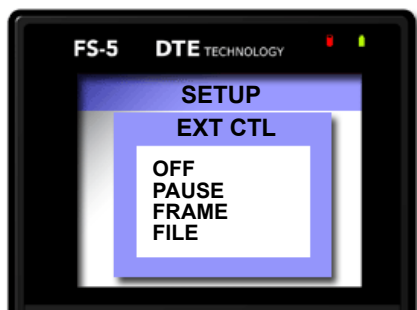 FS-5 DTE TECHNOLOGY
SETUP
EXT CTL
OFF
PAUSE
FRAME
FILE